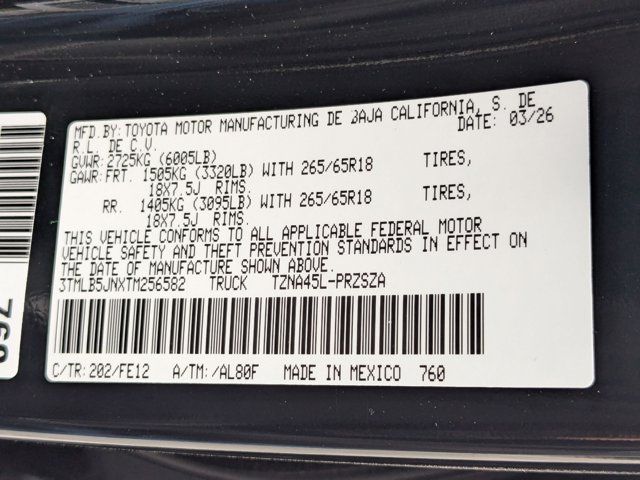 MFD.BY: TOYOTA MOTOR MANUFACTURING DE BAJA CALIFORNIA, S. DE
R.L. DE C.V. DATE: 03/26
GVWR: 2725KG (6005LB)
GAWR: FRT. 1505KG (3320LB) WITH 265/65R18 TIRES,
18X7.5J RIMS.
RR. 1405KG (3095LB) WITH 265/65R18 TIRES,
18X7.5J RIMS.
THIS VEHICLE CONFORMS TO ALL APPLICABLE FEDERAL MOTOR
VEHICLE SAFETY AND THEFT PREVENTION STANDARDS IN EFFECT ON
THE DATE OF MANUFACTURE SHOWN ABOVE.
3TMLB5JNXTM256582 TRUCK TZNA45L-PRZSZA
C/TR: 202/FE12 A/TM: /AL80F MADE IN MEXICO 760
760